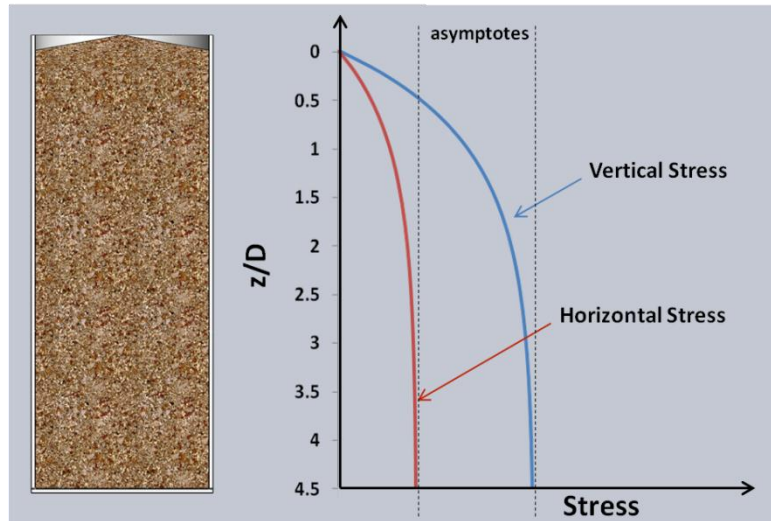 asymptotes
0
0.5
1
1.5
2
2.5
3
3.5
4
4.5
z/D
Vertical Stress
Horizontal Stress
Stress